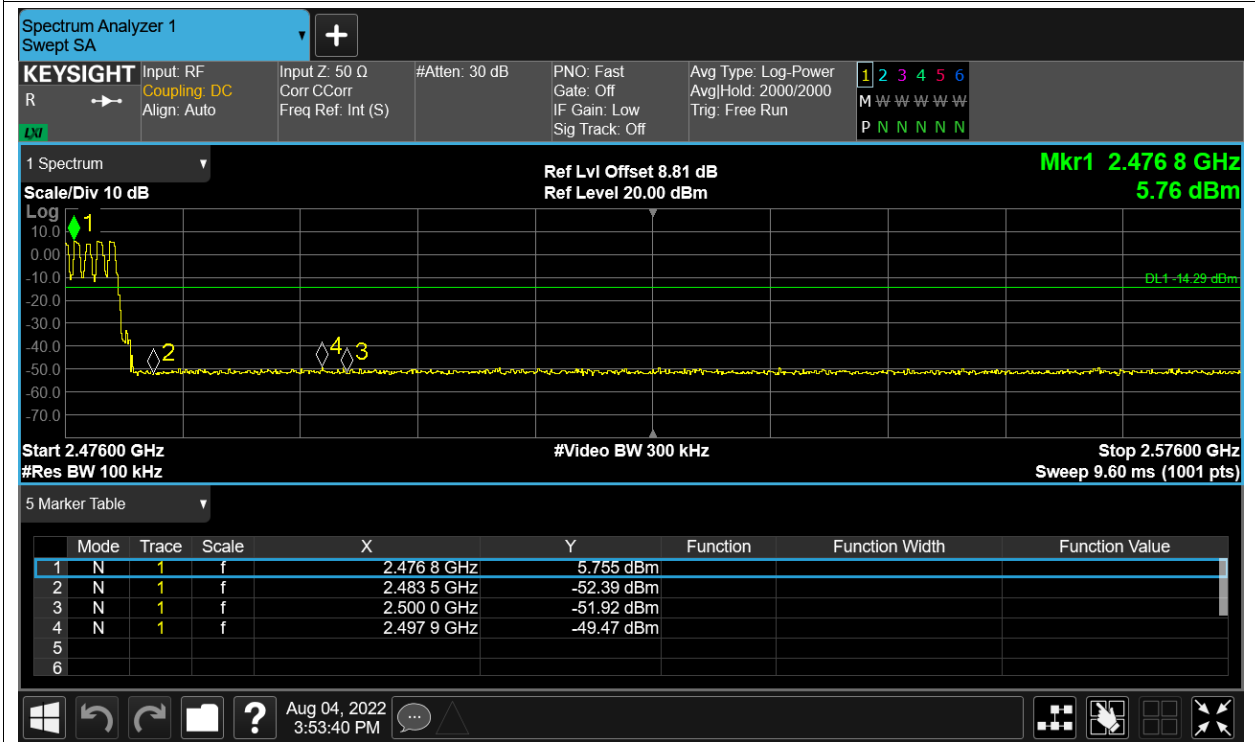 Spectrum Analyzer 1
Swept SA
KEYSIGHT Input: RF Input Z: 50 Ω #Atten: 30 dB PNO: Fast Avg Type: Log-Power 1 2 3 4 5 6
R Coupling: DC Corr CCorr Gate: Off Avg|Hold: 2000/2000 M W W W W W
Align: Auto Freq Ref: Int (S) IF Gain: Low Trig: Free Run
LXI Sig Track: Off P N N N N N
1 Spectrum Ref Lvl Offset 8.81 dB Mkr1 2.476 8 GHz
Scale/Div 10 dB Ref Level 20.00 dBm 5.76 dBm
Log
1
10.0
0.00
-10.0
DL1 -14.29 dBm
-20.0
-30.0
-40.0
2 4 3
-50.0
-60.0
-70.0
Start 2.47600 GHz #Video BW 300 kHz Stop 2.57600 GHz
#Res BW 100 kHz Sweep 9.60 ms (1001 pts)
5 Marker Table
Mode Trace Scale X Y Function Function Width Function Value
1 N 1 f 2.476 8 GHz 5.755 dBm
2 N 1 f 2.483 5 GHz -52.39 dBm
3 N 1 f 2.500 0 GHz -51.92 dBm
4 N 1 f 2.497 9 GHz -49.47 dBm
5
6
? Aug 04, 2022
3:53:40 PM